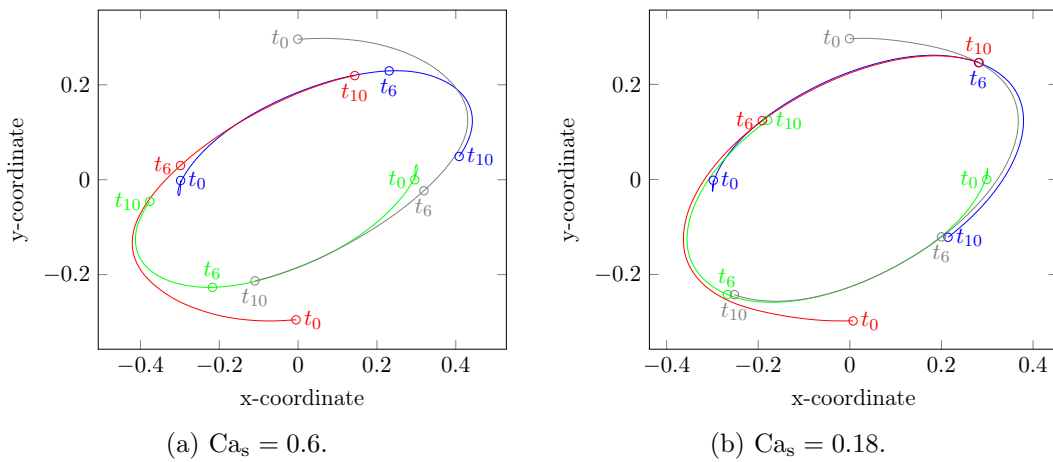 t₀
t₆
t₁₀
t₆
t₀
t₁₀
t₁₀
t₀
t₆
t₆
t₁₀
t₀
0.2
0
−0.2
y-coordinate
−0.4
−0.2
0
0.2
0.4
x-coordinate
(a) Caₛ = 0.6.
t₀
t₁₀
t₆
t₆
t₁₀
t₀
t₀
t₆
t₁₀
t₆
t₁₀
t₀
0.2
0
−0.2
y-coordinate
−0.4
−0.2
0
0.2
0.4
x-coordinate
(b) Caₛ = 0.18.